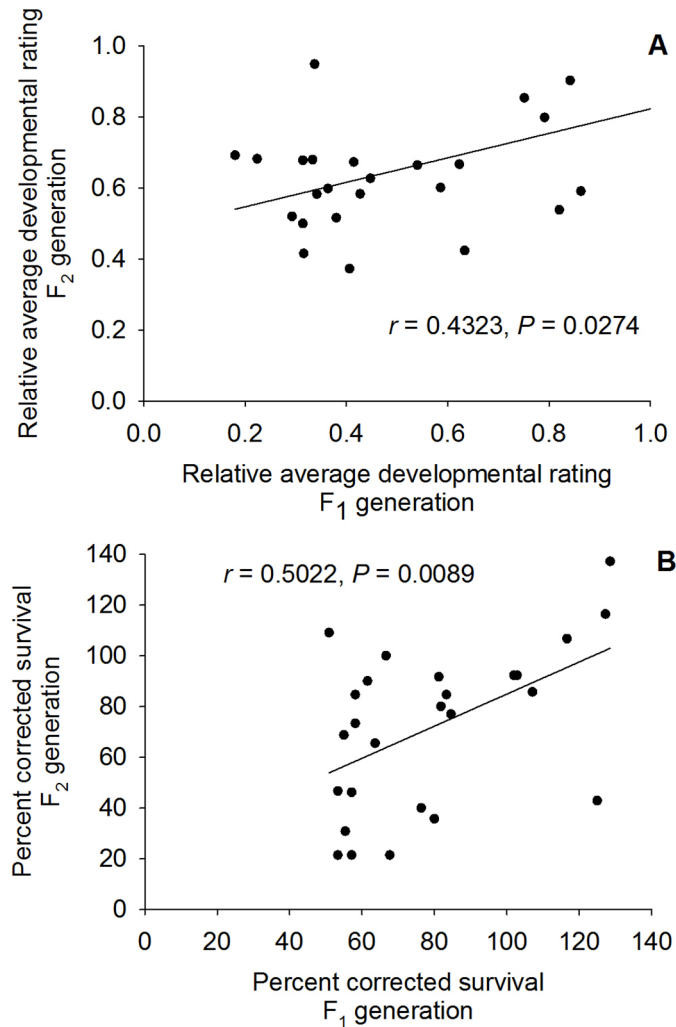 A
Relative average developmental rating
F2 generation
1.0
0.8
0.6
0.4
0.2
0.0
r = 0.4323, P = 0.0274
0.0 0.2 0.4 0.6 0.8 1.0
Relative average developmental rating
F1 generation
B
Percent corrected survival
F2 generation
140
120
100
80
60
40
20
0
r = 0.5022, P = 0.0089
0 20 40 60 80 100 120 140
Percent corrected survival
F1 generation